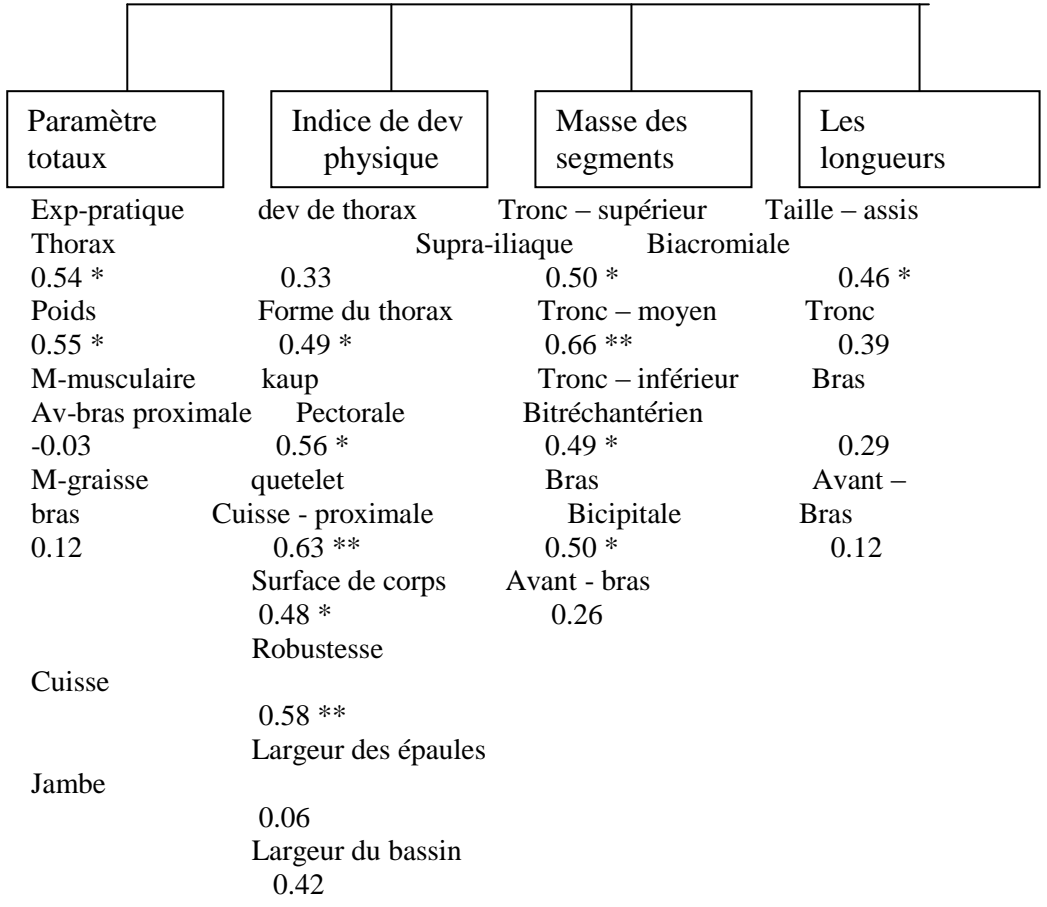 Paramètre Indice de dev Masse des Les
totaux physique segments longueurs
Exp-pratique dev de thorax Tronc – supérieur Taille – assis
Thorax Supra-iliaque Biacromiale
0.54 * 0.33 0.50 * 0.46 *
Poids Forme du thorax Tronc – moyen Tronc
0.55 * 0.49 * 0.66 ** 0.39
M-musculaire kaup Tronc – inférieur Bras
Av-bras proximale Pectorale Bitréchantérien
-0.03 0.56 * 0.49 * 0.29
M-graisse quetelet Bras Avant –
bras Cuisse - proximale Bicipitale Bras
0.12 0.63 ** 0.50 * 0.12
Surface de corps Avant - bras
0.48 * 0.26
Robustesse
Cuisse
0.58 **
Largeur des épaules
Jambe
0.06
Largeur du bassin
0.42